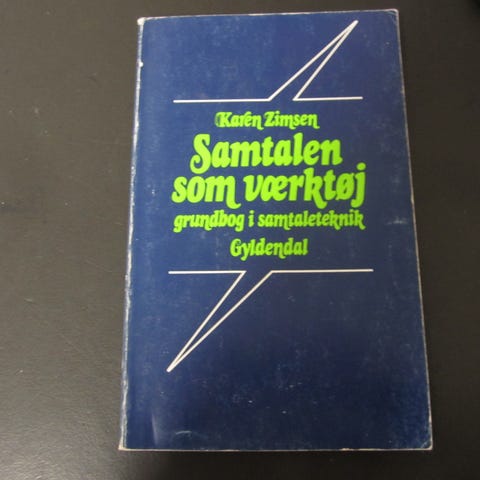 Karen Zimsen
Samtalen
som værktøj
grundbog i samtaleteknik
Gyldendal